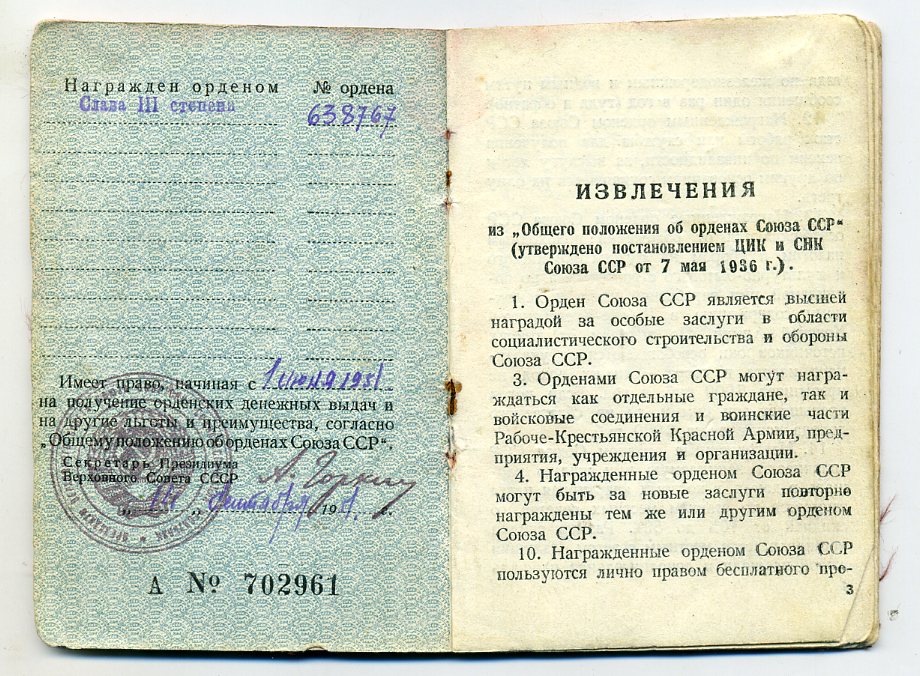 Награжден орденом № ордена
Слава III степени 638767
Имеет право, начиная с 1 июня 1951
на получение орденских денежных выдач и
на другие льготы и преимущества, согласно
„Общему положению об орденах Союза ССР“.
Секретарь Президиума
Верховного Совета СССР А. Горкин
„ 14 “ сентября 1951 г.
А № 702961
ИЗВЛЕЧЕНИЯ
из „Общего положения об орденах Союза ССР“
(утверждено постановлением ЦИК и СНК
Союза ССР от 7 мая 1936 г.).
1. Орден Союза ССР является высшей
наградой за особые заслуги в области
социалистического строительства и обороны
Союза ССР.
3. Орденами Союза ССР могут награ-
ждаться как отдельные граждане, так и
войсковые соединения и воинские части
Рабоче-Крестьянской Красной Армии, пред-
приятия, учреждения и организации.
4. Награжденные орденом Союза ССР
могут быть за новые заслуги повторно
награждены тем же или другим орденом
Союза ССР.
10. Награжденные орденом Союза ССР
пользуются лично правом бесплатного про-
3